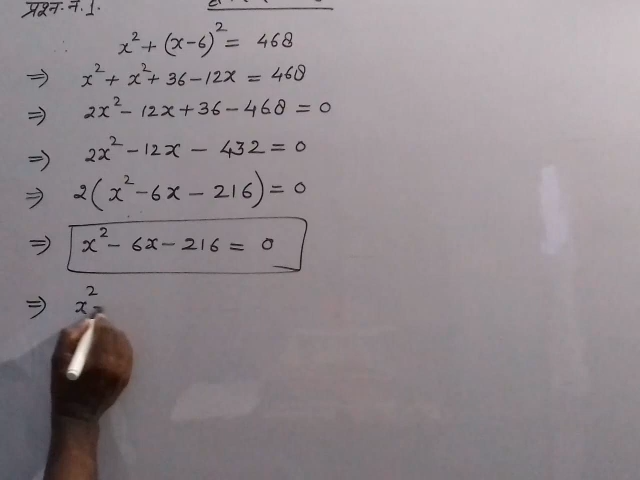 प्रश्न.न.1.
∴ x² + (x-6)² = 468
⇒ x² + x² + 36 - 12x = 468
⇒ 2x² - 12x + 36 - 468 = 0
⇒ 2x² - 12x - 432 = 0
⇒ 2(x² - 6x - 216) = 0
⇒ x² - 6x - 216 = 0
⇒ x²